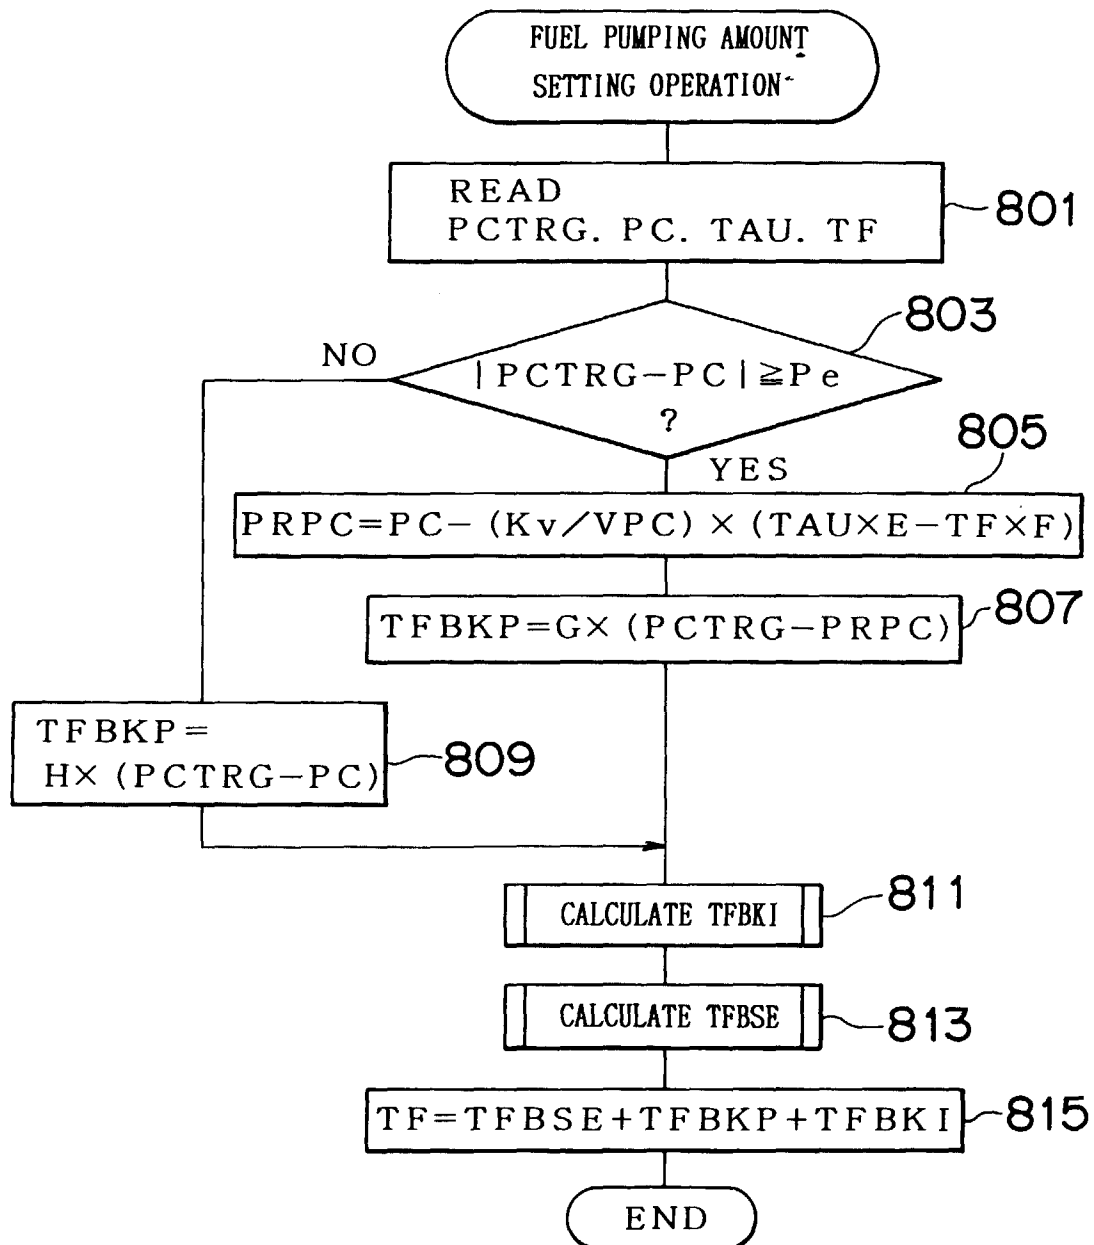 FUEL PUMPING AMOUNT
SETTING OPERATION
READ
PCTRG. PC. TAU. TF
801
803
NO
|PCTRG-PC|≧Pe
?
YES
805
PRPC=PC-(Kv/VPC)×(TAU×E-TF×F)
807
TFBKP=G×(PCTRG-PRPC)
TFBKP=
H×(PCTRG-PC)
809
CALCULATE TFBKI
811
CALCULATE TFBSE
813
TF=TFBSE+TFBKP+TFBKI
815
END